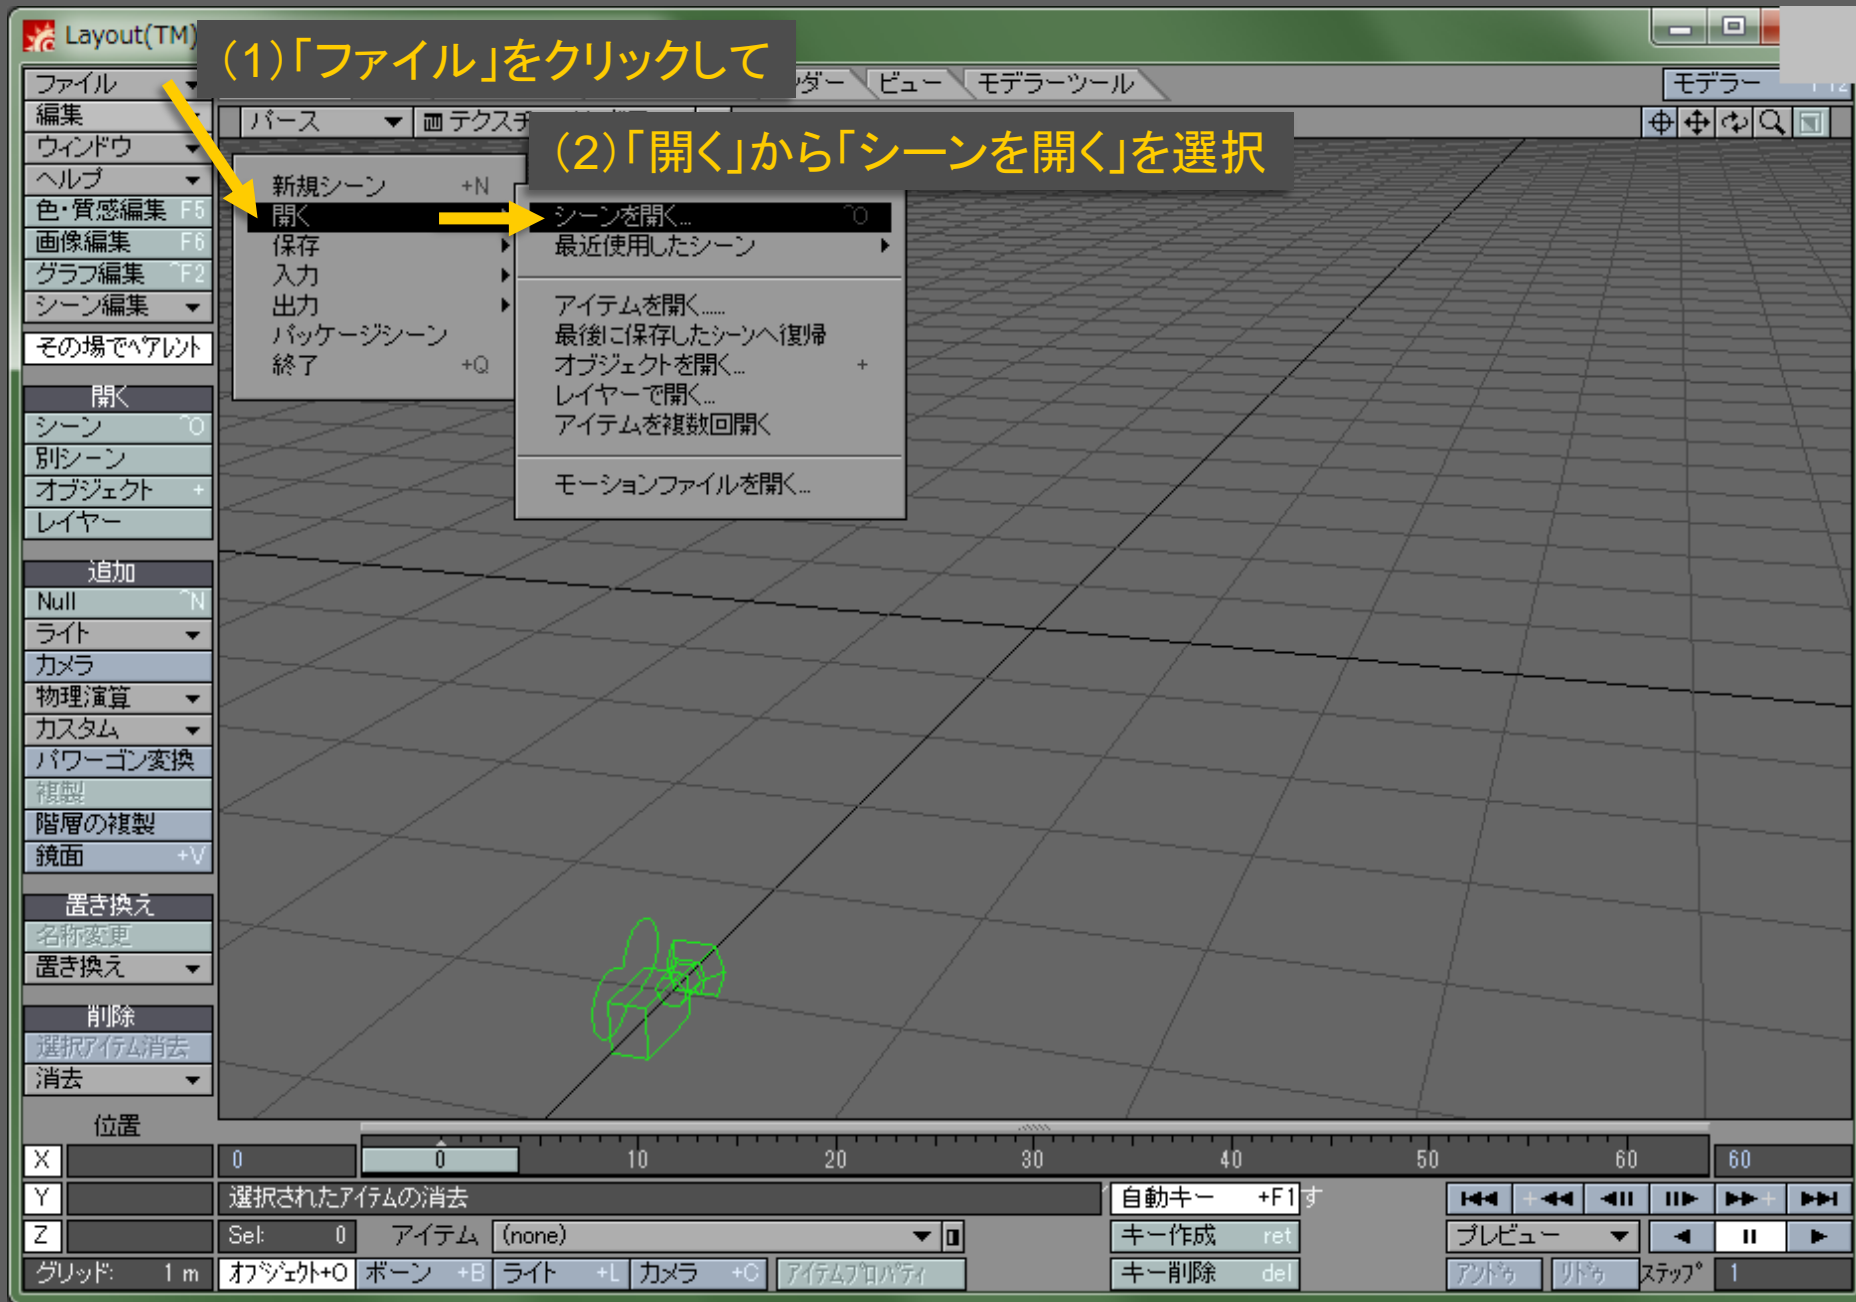 Layout(TM)
(1)「ファイル」をクリックして
ファイル
ダー
ビュー
モデラーツール
モデラー
編集
パース
テクスチ
(2)「開く」から「シーンを開く」を選択
ウィンドウ
ヘルプ
新規シーン +N
色・質感編集 F5
開く
シーンを開く... ^O
画像編集 F6
保存
最近使用したシーン
グラフ編集 ^F2
入力
シーン編集
出力
アイテムを開く......
パッケージシーン
最後に保存したシーンへ復帰
その場でペアレント
終了 +Q
オブジェクトを開く... +
レイヤーで開く...
アイテムを複数回開く
モーションファイルを開く...
開く
シーン ^O
別シーン
オブジェクト +
レイヤー
追加
Null ^N
ライト
カメラ
物理演算
カスタム
パワーゴン変換
複製
階層の複製
鏡面 +V
置き換え
名称変更
置き換え
削除
選択アイテム消去
消去
位置
X
0 0 10 20 30 40 50 60 60
Y
選択されたアイテムの消去
自動キー +F1 す
Z
Sel: 0 アイテム (none)
キー作成 ret
プレビュー
グリッド: 1 m
オブジェクト+O ボーン +B ライト +L カメラ +C アイテムプロパティ
キー削除 del
アンドゥ リドゥ ステップ 1